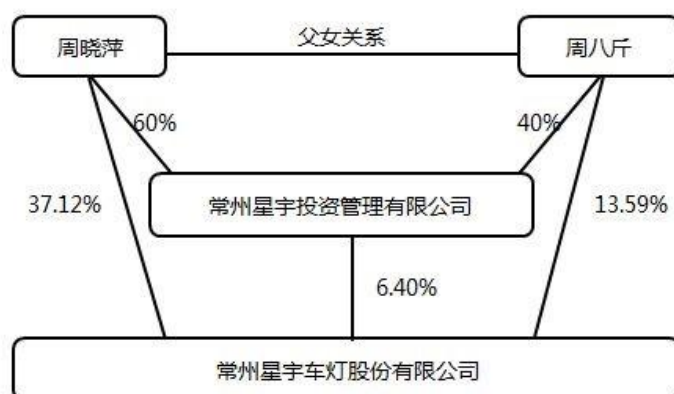 父女关系
周晓萍
周八斤
60%
40%
37.12%
常州星宇投资管理有限公司
13.59%
6.40%
常州星宇车灯股份有限公司